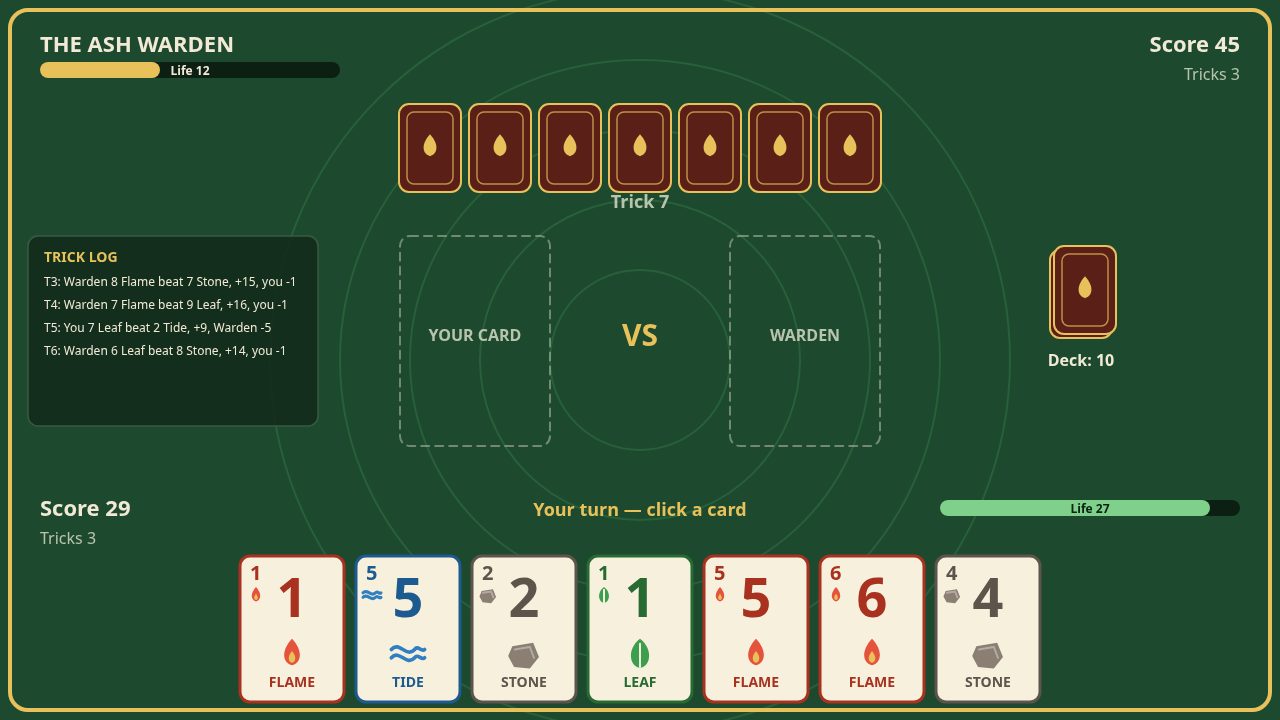 THE ASH WARDEN
Life 12
Score 45
Tricks 3
Trick 7
TRICK LOG
T3: Warden 8 Flame beat 7 Stone, +15, you -1
T4: Warden 7 Flame beat 9 Leaf, +16, you -1
T5: You 7 Leaf beat 2 Tide, +9, Warden -5
T6: Warden 6 Leaf beat 8 Stone, +14, you -1
YOUR CARD
VS
WARDEN
Deck: 10
Score 29
Tricks 3
Your turn — click a card
Life 27
1
1
FLAME
5
5
TIDE
2
2
STONE
1
1
LEAF
5
5
FLAME
6
6
FLAME
4
4
STONE